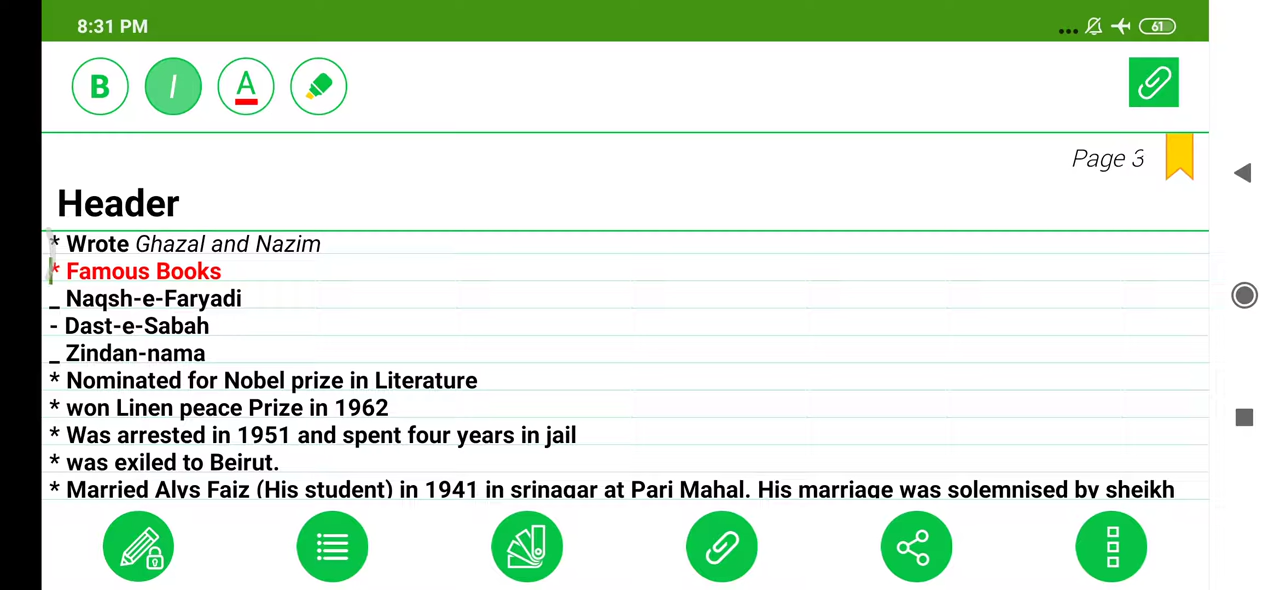 8:31 PM
61
B I A
Page 3
Header
* Wrote Ghazal and Nazim
* Famous Books
_ Naqsh-e-Faryadi
- Dast-e-Sabah
_ Zindan-nama
* Nominated for Nobel prize in Literature
* won Linen peace Prize in 1962
* Was arrested in 1951 and spent four years in jail
* was exiled to Beirut.
* Married Alys Faiz (His student) in 1941 in srinagar at Pari Mahal. His marriage was solemnised by sheikh